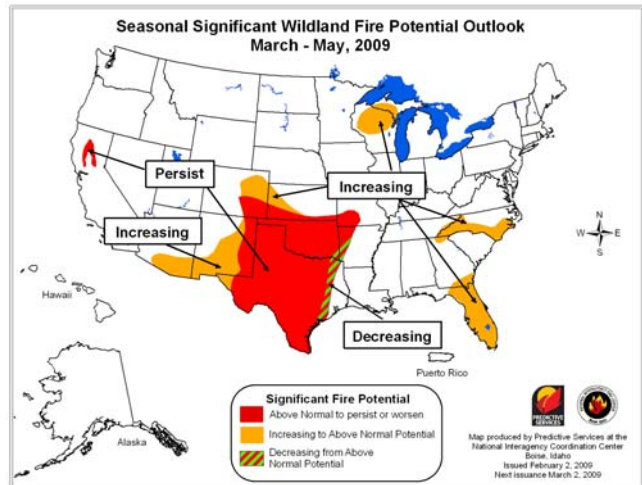 Seasonal Significant Wildland Fire Potential Outlook
March - May, 2009
Persist
Increasing
Increasing
Decreasing
N
W
E
S
Hawaii
Alaska
Puerto Rico
Significant Fire Potential
Above Normal to persist or worsen
Increasing to Above Normal Potential
Decreasing from Above
Normal Potential
PREDICTIVE
SERVICES
Map produced by Predictive Services at the
National Interagency Coordination Center
Boise, Idaho
Issued February 2, 2009
Next issuance March 2, 2009